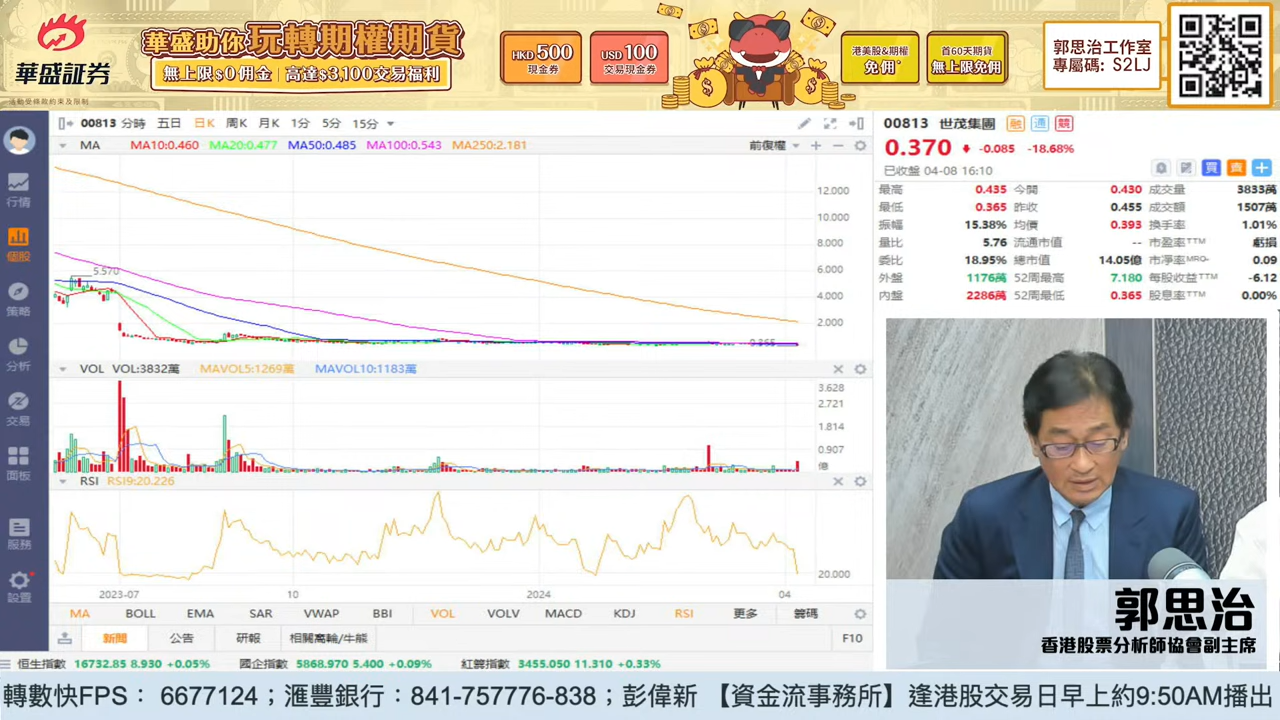 華盛証券
活動受條款約束及限制
華盛助你玩轉期權期貨
無上限$0佣金 | 高達$3,100交易福利
HKD 500
現金券
USD 100
交易現金券
港美股&期權
免佣*
首60天期貨
無上限免佣
郭思治工作室
專屬碼: S2LJ
行情
個股
策略
分析
交易
面板
服務
設置
00813 分時 五日 日K 周K 月K 1分 5分 15分
MA MA10:0.460 MA20:0.477 MA50:0.485 MA100:0.543 MA250:2.181 前復權
12.000
10.000
8.000
6.000
4.000
2.000
5.570
0.365
VOL VOL:3832萬 MAVOL5:1269萬 MAVOL10:1183萬
3.628
2.721
1.814
0.907
億
RSI RSI9:20.226
20.000
2023-07 10 2024 04
MA BOLL EMA SAR VWAP BBI VOL VOLV MACD KDJ RSI 更多 籌碼
新聞 公告 研報 相關窩輪/牛熊 F10
恒生指數 16732.85 8.930 +0.05% 國企指數 5868.970 5.400 +0.09% 紅籌指數 3455.050 11.310 +0.33%
00813 世茂集團 融 通 競
0.370 -0.085 -18.68%
已收盤 04-08 16:10
買 賣
最高 0.435 今開 0.430 成交量 3833萬
最低 0.365 昨收 0.455 成交額 1507萬
振幅 15.38% 均價 0.393 換手率 1.01%
量比 5.76 流通市值 -- 市盈率TTM 虧損
委比 18.95% 總市值 14.05億 市淨率MRQ 0.09
外盤 1176萬 52周最高 7.180 每股收益TTM -6.12
內盤 2286萬 52周最低 0.365 股息率TTM 0.00%
郭思治
香港股票分析師協會副主席
轉數快FPS： 6677124；滙豐銀行：841-757776-838；彭偉新 【資金流事務所】逢港股交易日早上約9:50AM播出